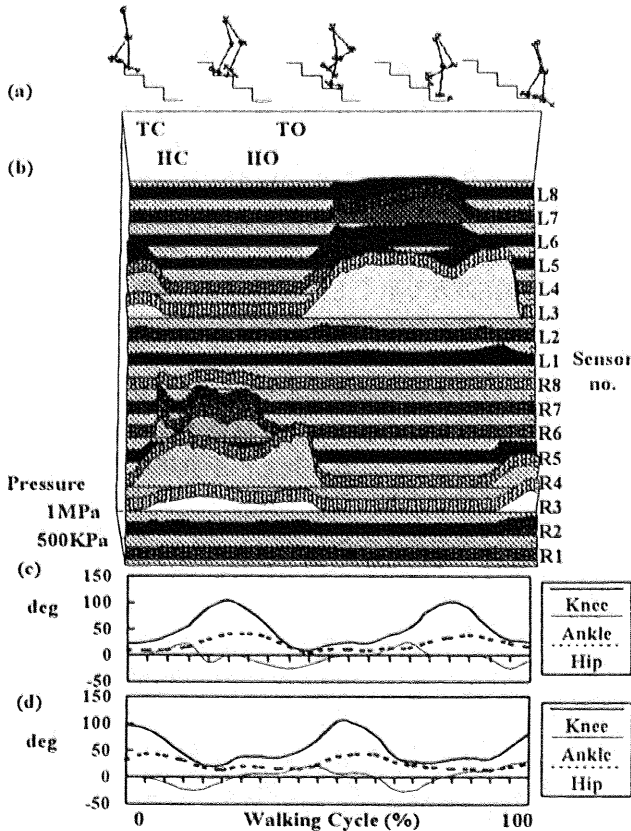 (a)
TC TO
HC HO
(b)
L8
L7
L6
L5
L4
L3
L2
L1
R8
R7
R6
R5
R4
R3
R2
R1
Sensor
no.
Pressure
1MPa
500KPa
(c)
deg
150
100
50
0
-50
Knee
Ankle
Hip
(d)
deg
150
100
50
0
-50
Knee
Ankle
Hip
0 Walking Cycle (%) 100